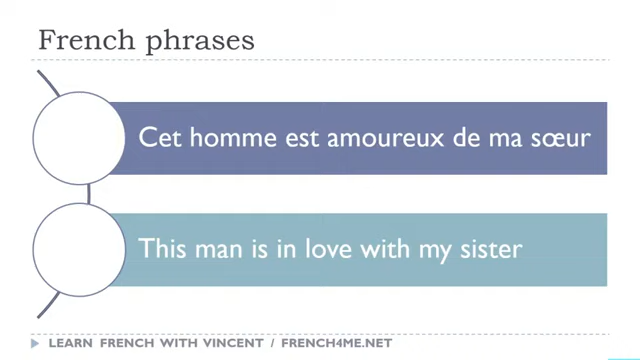 French phrases
Cet homme est amoureux de ma sœur
This man is in love with my sister
LEARN FRENCH WITH VINCENT / FRENCH4ME.NET